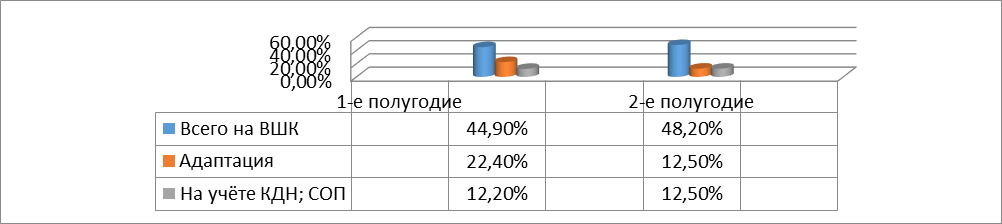 60,00%
40,00%
20,00%
0,00%
1-е полугодие 2-е полугодие
Всего на ВШК 44,90% 48,20%
Адаптация 22,40% 12,50%
На учёте КДН; СОП 12,20% 12,50%